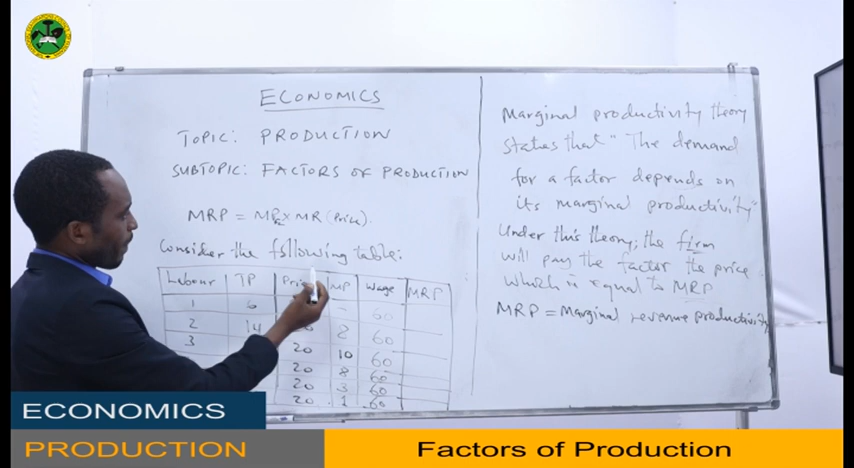 ECONOMICS
TOPIC: PRODUCTION
SUBTOPIC: FACTORS OF PRODUCTION
MRP = MPL x MR (Price).
Consider the following table:
Labour TP Price MP Wage MRP
1 6 - 60
2 14 8 60
3 20 10 60
20 8 60
20 3 60
20 1 60
Marginal productivity theory
states that "The demand
for a factor depends on
its marginal productivity"
Under this theory; the firm
will pay the factor the price
which is equal to MRP
MRP = Marginal revenue productivity
ECONOMICS
PRODUCTION
Factors of Production